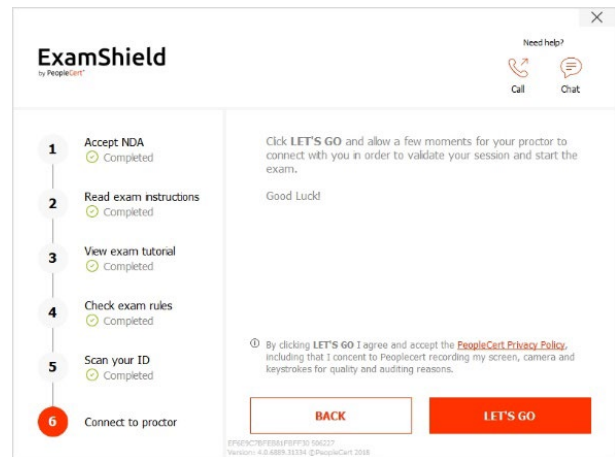 ExamShield
by PeopleCert
Need help?
Call
Chat
1
Accept NDA
Completed
2
Read exam instructions
Completed
3
View exam tutorial
Completed
4
Check exam rules
Completed
5
Scan your ID
Completed
6
Connect to proctor
Click LET'S GO and allow a few moments for your proctor to
connect with you in order to validate your session and start the
exam.
Good Luck!
By clicking LET'S GO I agree and accept the PeopleCert Privacy Policy,
including that I consent to Peoplecert recording my screen, camera and
keystrokes for quality and auditing reasons.
BACK
LET'S GO
©PeopleCert 2018